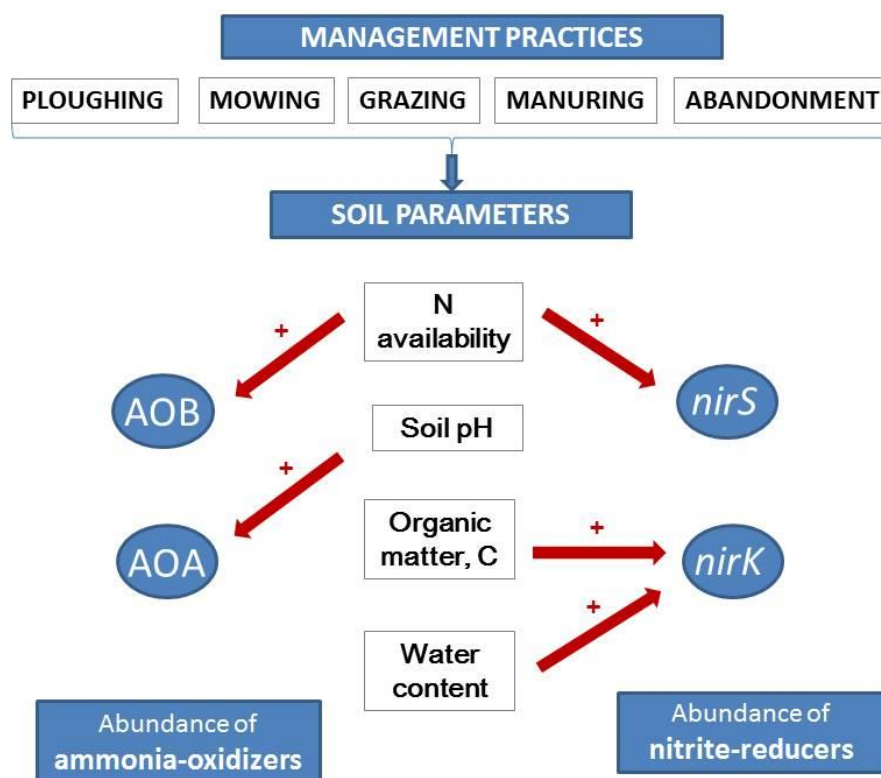 MANAGEMENT PRACTICES
PLOUGHING MOWING GRAZING MANURING ABANDONMENT
SOIL PARAMETERS
N
availability
+
+
AOB
nirS
Soil pH
+
Organic
matter, C
+
AOA
nirK
+
Water
content
Abundance of
ammonia-oxidizers
Abundance of
nitrite-reducers